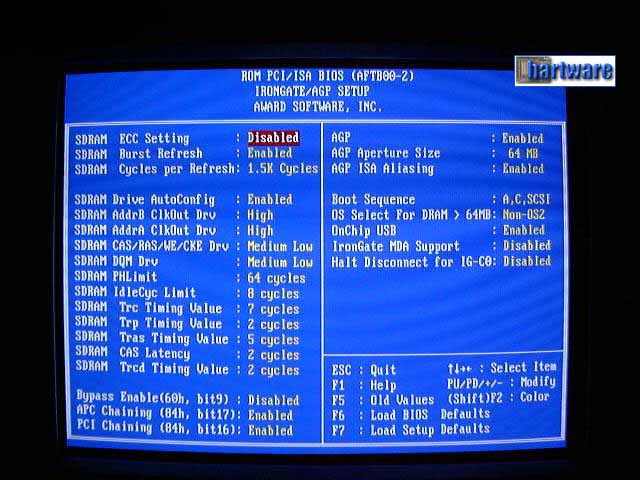 hartware
ROM PCI/ISA BIOS (AFTB00-2)
IRONGATE/AGP SETUP
AWARD SOFTWARE, INC.
SDRAM ECC Setting : Disabled
SDRAM Burst Refresh : Enabled
SDRAM Cycles per Refresh: 1.5K Cycles
SDRAM Drive AutoConfig : Enabled
SDRAM AddrB ClkOut Drv : High
SDRAM AddrA ClkOut Drv : High
SDRAM CAS/RAS/WE/CKE Drv : Medium Low
SDRAM DQM Drv : Medium Low
SDRAM PHLimit : 64 cycles
SDRAM IdleCyc Limit : 8 cycles
SDRAM Trc Timing Value : 7 cycles
SDRAM Trp Timing Value : 2 cycles
SDRAM Tras Timing Value : 5 cycles
SDRAM CAS Latency : 2 cycles
SDRAM Trcd Timing Value : 2 cycles
Bypass Enable(60h, bit9) : Disabled
APC Chaining (84h, bit17): Enabled
PCI Chaining (84h, bit16): Enabled
AGP : Enabled
AGP Aperture Size : 64 MB
AGP ISA Aliasing : Enabled
Boot Sequence : A,C,SCSI
OS Select For DRAM > 64MB: Non-OS2
OnChip USB : Enabled
IronGate MDA Support : Disabled
Halt Disconnect for IG-C0: Disabled
ESC : Quit ↑↓→← : Select Item
F1 : Help PU/PD/+/- : Modify
F5 : Old Values (Shift)F2 : Color
F6 : Load BIOS Defaults
F7 : Load Setup Defaults